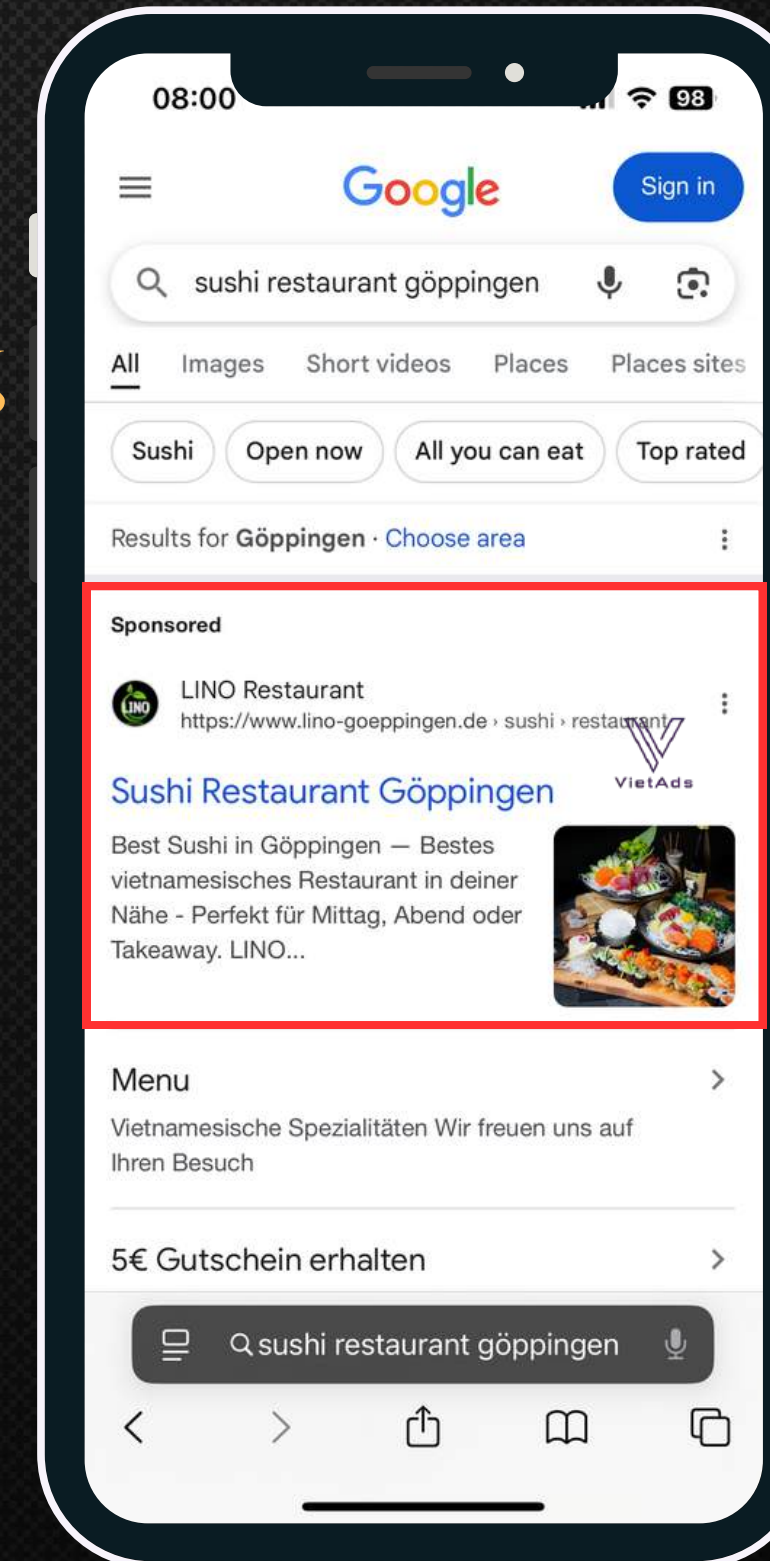 08:00
98
Google
Sign in
sushi restaurant göppingen
All Images Short videos Places Places sites
Sushi Open now All you can eat Top rated
Results for Göppingen · Choose area
Sponsored
LINO
LINO Restaurant
https://www.lino-goeppingen.de › sushi › restaurant
VietAds
Sushi Restaurant Göppingen
Best Sushi in Göppingen — Bestes
vietnamesisches Restaurant in deiner
Nähe - Perfekt für Mittag, Abend oder
Takeaway. LINO...
Menu
Vietnamesische Spezialitäten Wir freuen uns auf
Ihren Besuch
5€ Gutschein erhalten
sushi restaurant göppingen